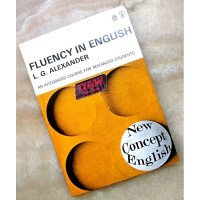 FLUENCY IN ENGLISH
L. G. ALEXANDER
AN INTEGRATED COURSE FOR ADVANCED STUDENTS
New
Concept
English